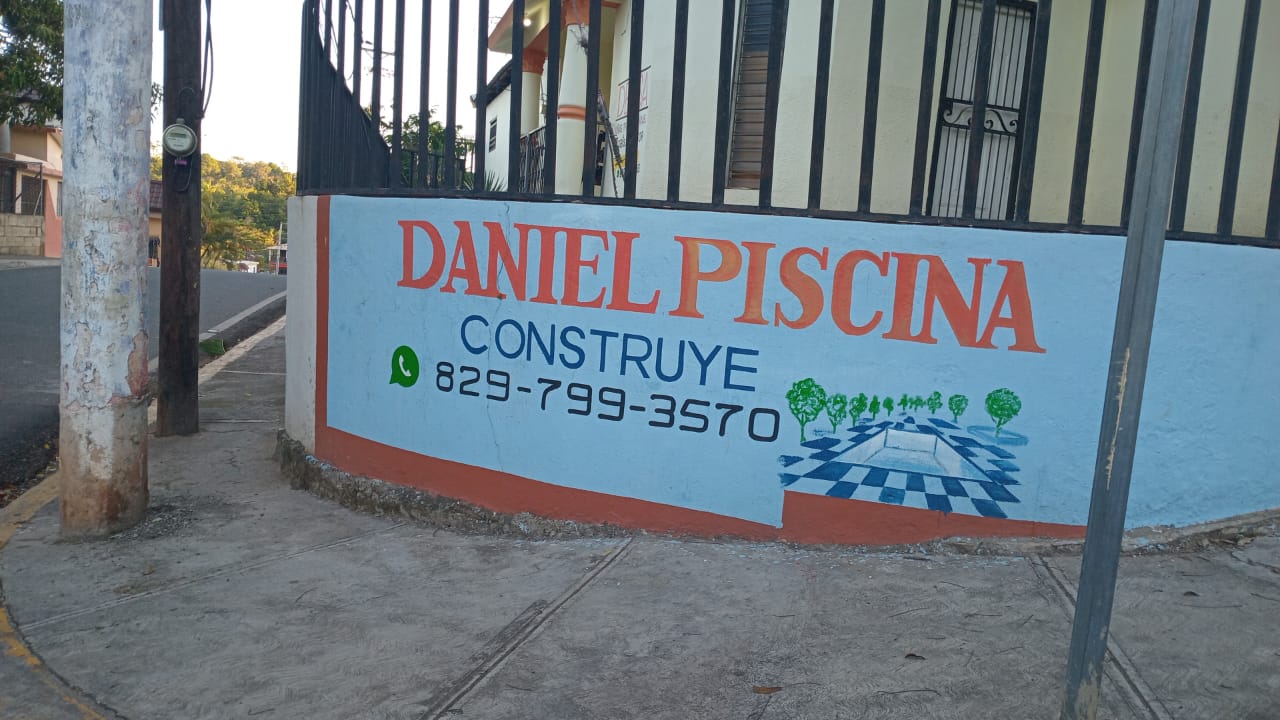 DANIEL PISCINA
CONSTRUYE
829-799-3570